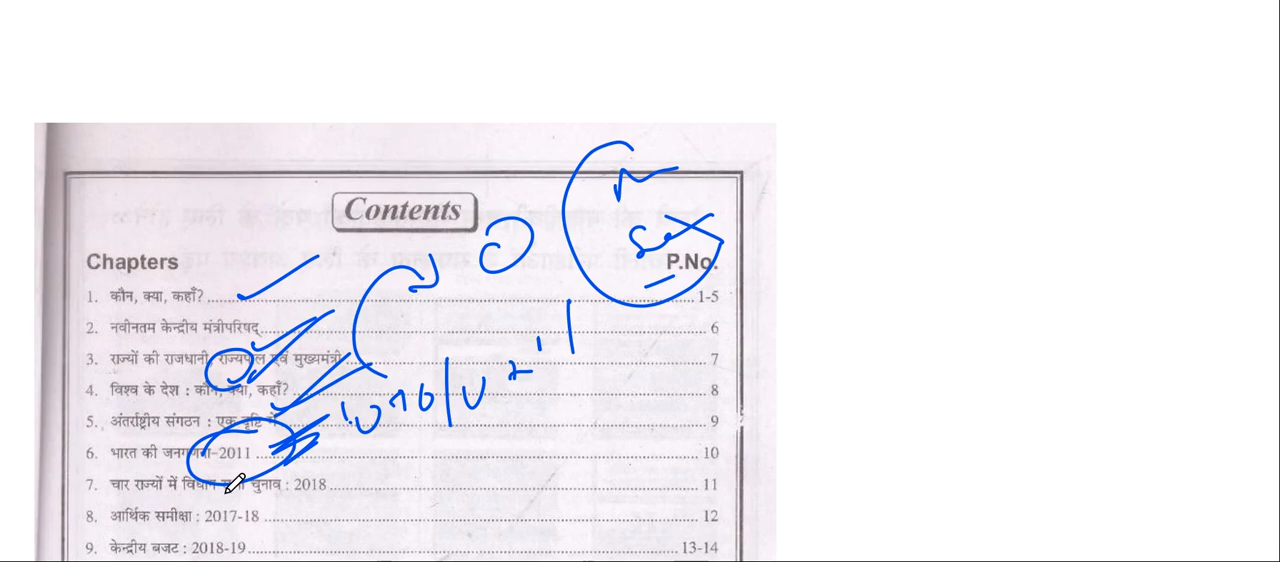 Contents
Chapters P.No.
1. कौन, क्या, कहाँ? 1-5
2. नवीनतम केन्द्रीय मंत्रीपरिषद् 6
3. राज्यों की राजधानी, राज्यपाल एवं मुख्यमंत्री 7
4. विश्व के देश : कौन, क्या, कहाँ? 8
5. अंतर्राष्ट्रीय संगठन : एक दृष्टि में 9
6. भारत की जनगणना-2011 10
7. चार राज्यों में विधान सभा चुनाव : 2018 11
8. आर्थिक समीक्षा : 2017-18 12
9. केन्द्रीय बजट : 2018-19 13-14